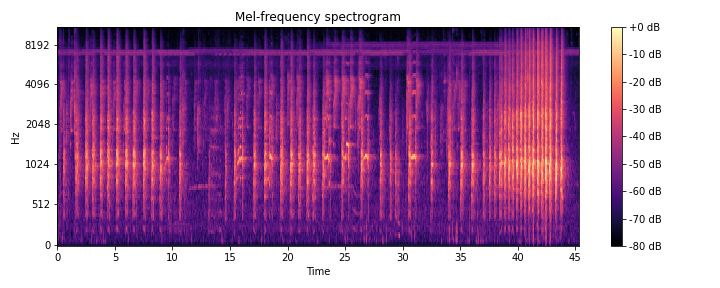 Mel-frequency spectrogram
Hz
8192
4096
2048
1024
512
0
0 5 10 15 20 25 30 35 40 45
Time
+0 dB
-10 dB
-20 dB
-30 dB
-40 dB
-50 dB
-60 dB
-70 dB
-80 dB